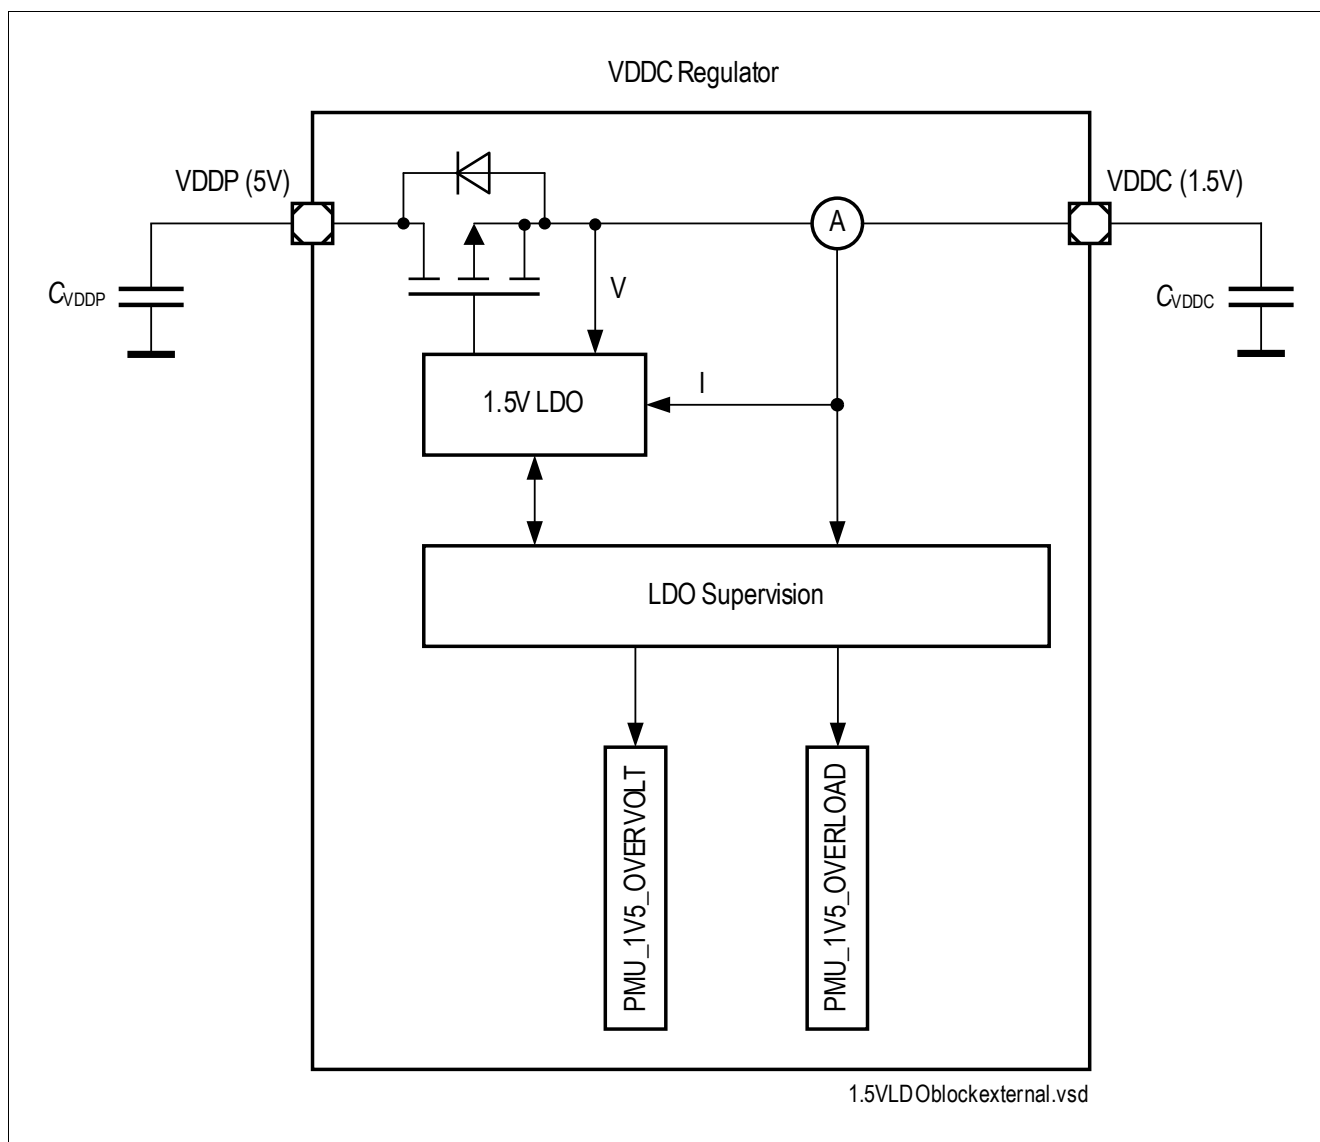 VDDC Regulator
VDDP (5V)
VDDC (1.5V)
A
CVDDP
V
CVDDC
1.5V LDO
I
LDO Supervision
PMU_1V5_OVERVOLT
PMU_1V5_OVERLOAD
1.5VLDOblockexternal.vsd